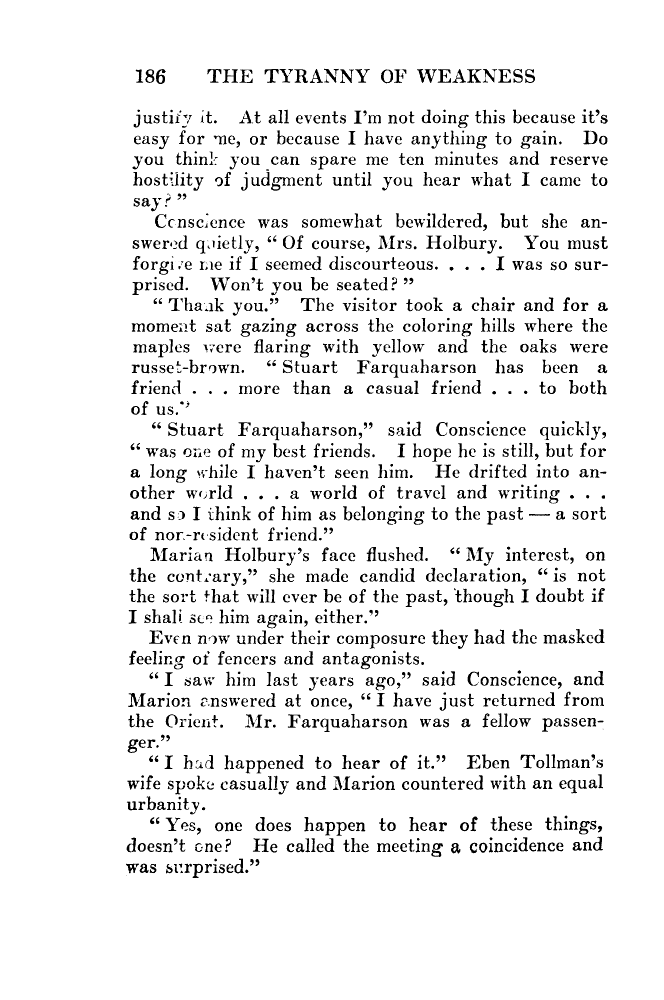 186 THE TYRANNY OF WEAKNESS
justify it. At all events I'm not doing this because it's
easy for me, or because I have anything to gain. Do
you think you can spare me ten minutes and reserve
hostility of judgment until you hear what I came to
say?”
Conscience was somewhat bewildered, but she an-
swered quietly, “Of course, Mrs. Holbury. You must
forgive me if I seemed discourteous. . . . I was so sur-
prised. Won't you be seated?”
“Thank you.” The visitor took a chair and for a
moment sat gazing across the coloring hills where the
maples were flaring with yellow and the oaks were
russet-brown. “Stuart Farquaharson has been a
friend . . . more than a casual friend . . . to both
of us.”
“Stuart Farquaharson,” said Conscience quickly,
“was one of my best friends. I hope he is still, but for
a long while I haven't seen him. He drifted into an-
other world . . . a world of travel and writing . . .
and so I think of him as belonging to the past — a sort
of non-resident friend.”
Marian Holbury's face flushed. “My interest, on
the contrary,” she made candid declaration, “is not
the sort that will ever be of the past, though I doubt if
I shall see him again, either.”
Even now under their composure they had the masked
feeling of fencers and antagonists.
“I saw him last years ago,” said Conscience, and
Marion answered at once, “I have just returned from
the Orient. Mr. Farquaharson was a fellow passen-
ger.”
“I had happened to hear of it.” Eben Tollman's
wife spoke casually and Marion countered with an equal
urbanity.
“Yes, one does happen to hear of these things,
doesn't one? He called the meeting a coincidence and
was surprised.”